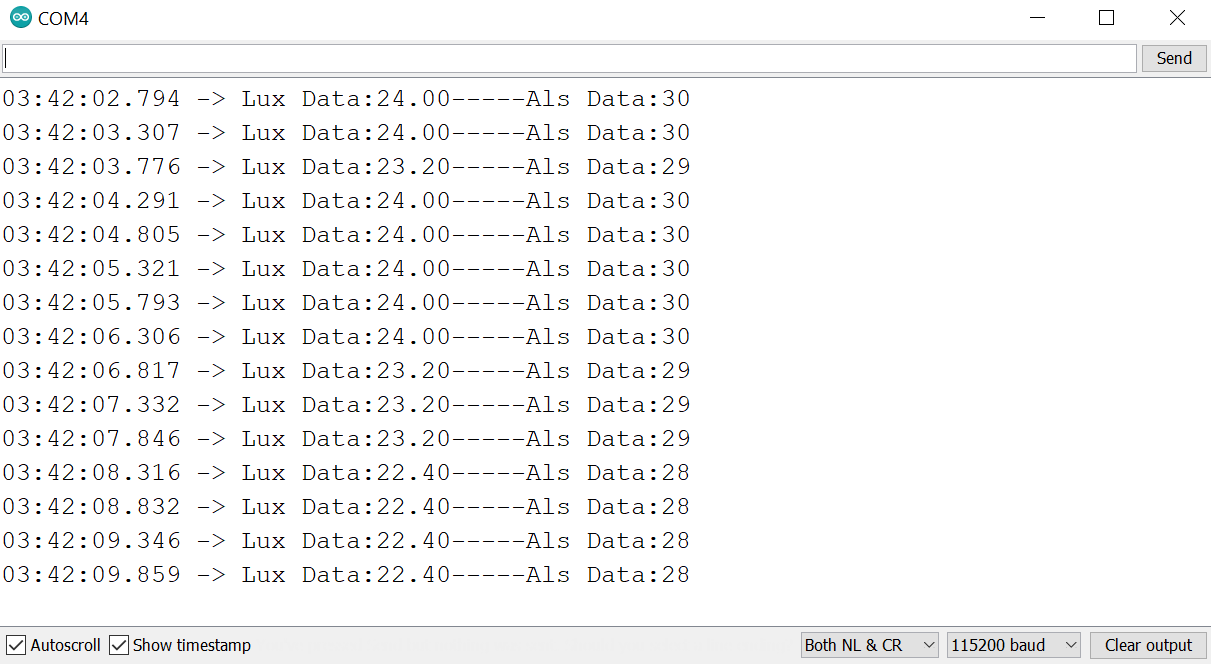 COM4
Send
03:42:02.794 -> Lux Data:24.00-----Als Data:30
03:42:03.307 -> Lux Data:24.00-----Als Data:30
03:42:03.776 -> Lux Data:23.20-----Als Data:29
03:42:04.291 -> Lux Data:24.00-----Als Data:30
03:42:04.805 -> Lux Data:24.00-----Als Data:30
03:42:05.321 -> Lux Data:24.00-----Als Data:30
03:42:05.793 -> Lux Data:24.00-----Als Data:30
03:42:06.306 -> Lux Data:24.00-----Als Data:30
03:42:06.817 -> Lux Data:23.20-----Als Data:29
03:42:07.332 -> Lux Data:23.20-----Als Data:29
03:42:07.846 -> Lux Data:23.20-----Als Data:29
03:42:08.316 -> Lux Data:22.40-----Als Data:28
03:42:08.832 -> Lux Data:22.40-----Als Data:28
03:42:09.346 -> Lux Data:22.40-----Als Data:28
03:42:09.859 -> Lux Data:22.40-----Als Data:28
Autoscroll Show timestamp Both NL & CR 115200 baud Clear output